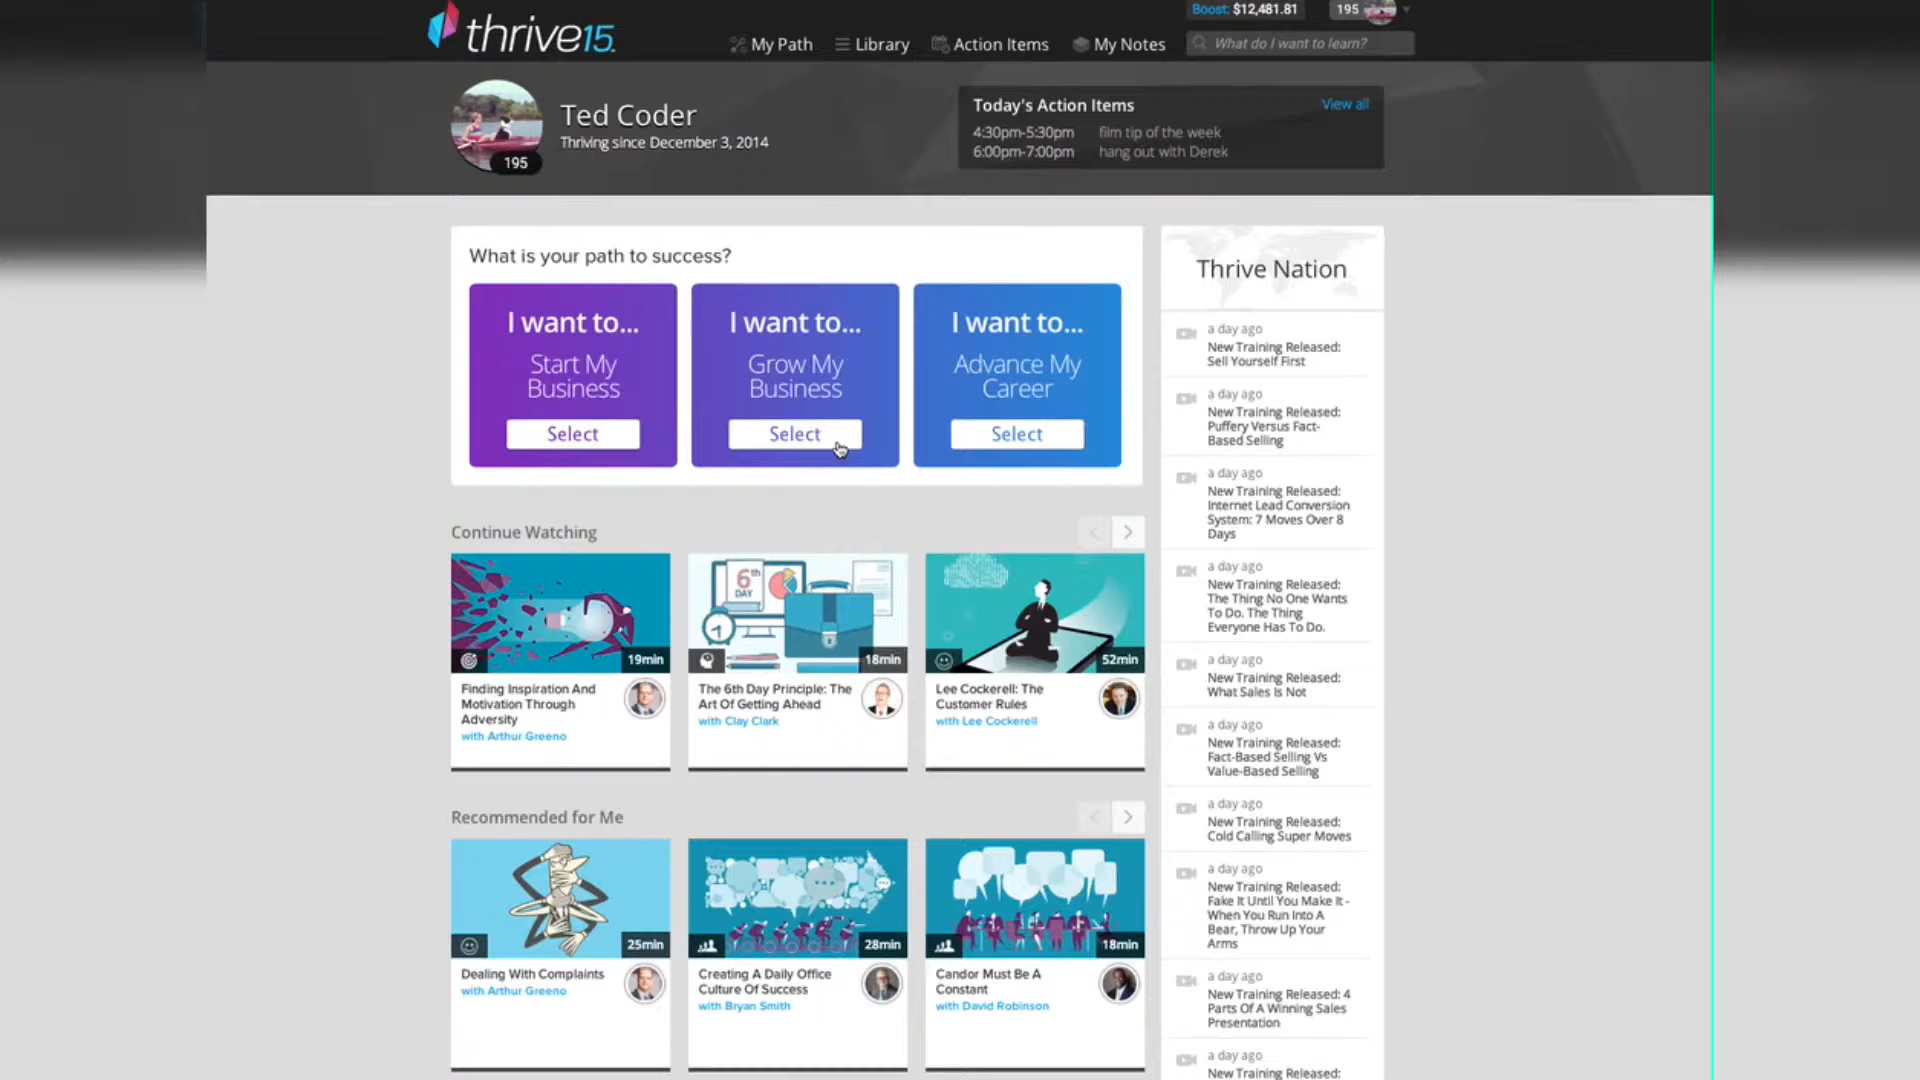 thrive15.
My Path
Library
Action Items
My Notes
Boost: $12,481.81
195
What do I want to learn?
Ted Coder
Thriving since December 3, 2014
195
Today's Action Items
View all
4:30pm-5:30pm film tip of the week
6:00pm-7:00pm hang out with Derek
What is your path to success?
I want to...
Start My
Business
Select
I want to...
Grow My
Business
Select
I want to...
Advance My
Career
Select
Continue Watching
19min
Finding Inspiration And
Motivation Through
Adversity
with Arthur Greeno
6th
DAY
18min
The 6th Day Principle: The
Art Of Getting Ahead
with Clay Clark
52min
Lee Cockerell: The
Customer Rules
with Lee Cockerell
Recommended for Me
25min
Dealing With Complaints
with Arthur Greeno
28min
Creating A Daily Office
Culture Of Success
with Bryan Smith
18min
Candor Must Be A
Constant
with David Robinson
Thrive Nation
a day ago
New Training Released:
Sell Yourself First
a day ago
New Training Released:
Puffery Versus Fact-
Based Selling
a day ago
New Training Released:
Internet Lead Conversion
System: 7 Moves Over 8
Days
a day ago
New Training Released:
The Thing No One Wants
To Do. The Thing
Everyone Has To Do.
a day ago
New Training Released:
What Sales Is Not
a day ago
New Training Released:
Fact-Based Selling Vs
Value-Based Selling
a day ago
New Training Released:
Cold Calling Super Moves
a day ago
New Training Released:
Fake It Until You Make It -
When You Run Into A
Bear, Throw Up Your
Arms
a day ago
New Training Released: 4
Parts Of A Winning Sales
Presentation
a day ago
New Training Released: